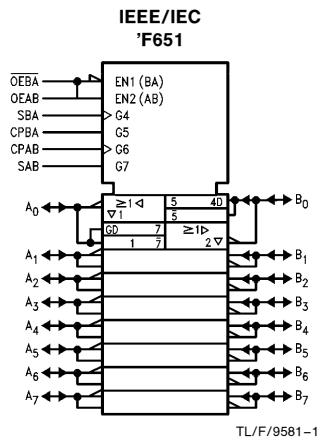 IEEE/IEC
'F651
OEBA EN1 (BA)
OEAB EN2 (AB)
SBA G4
CPBA G5
CPAB G6
SAB G7
A0 ≥1 ◁ 5 4D B0
▽1 5
GD 7 ≥1▷
1 7 2▽
A1 B1
A2 B2
A3 B3
A4 B4
A5 B5
A6 B6
A7 B7
TL/F/9581–1